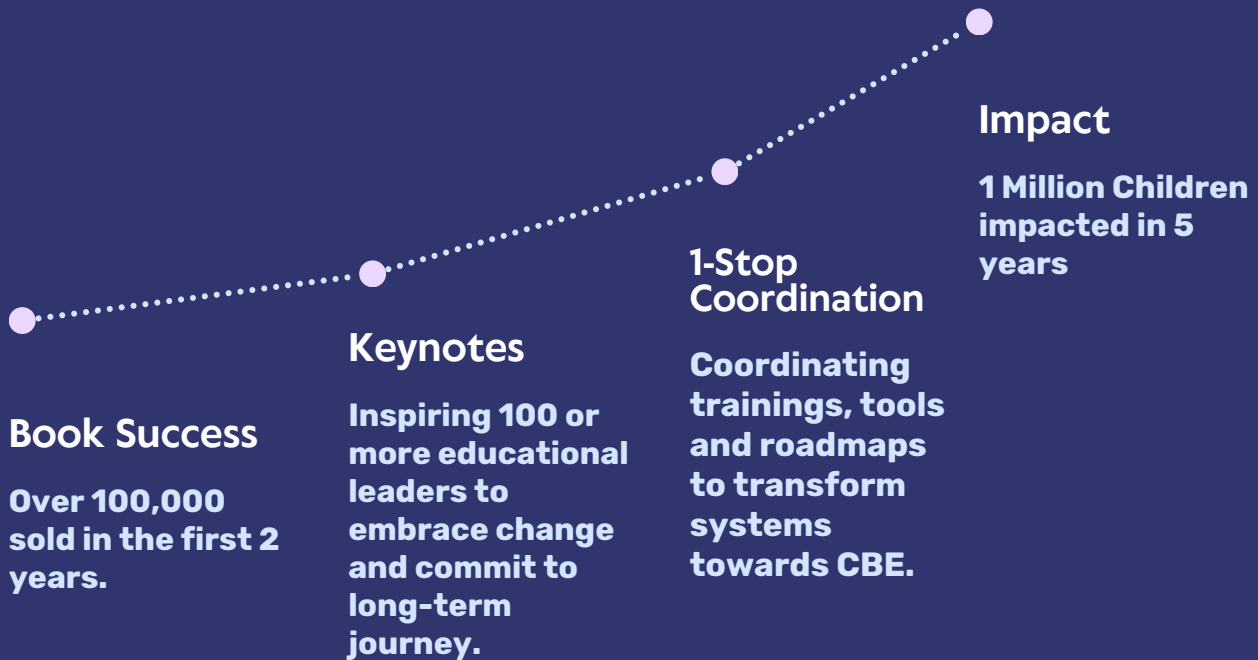 Book Success
Over 100,000
sold in the first 2
years.
Keynotes
Inspiring 100 or
more educational
leaders to
embrace change
and commit to
long-term
journey.
1-Stop
Coordination
Coordinating
trainings, tools
and roadmaps
to transform
systems
towards CBE.
Impact
1 Million Children
impacted in 5
years